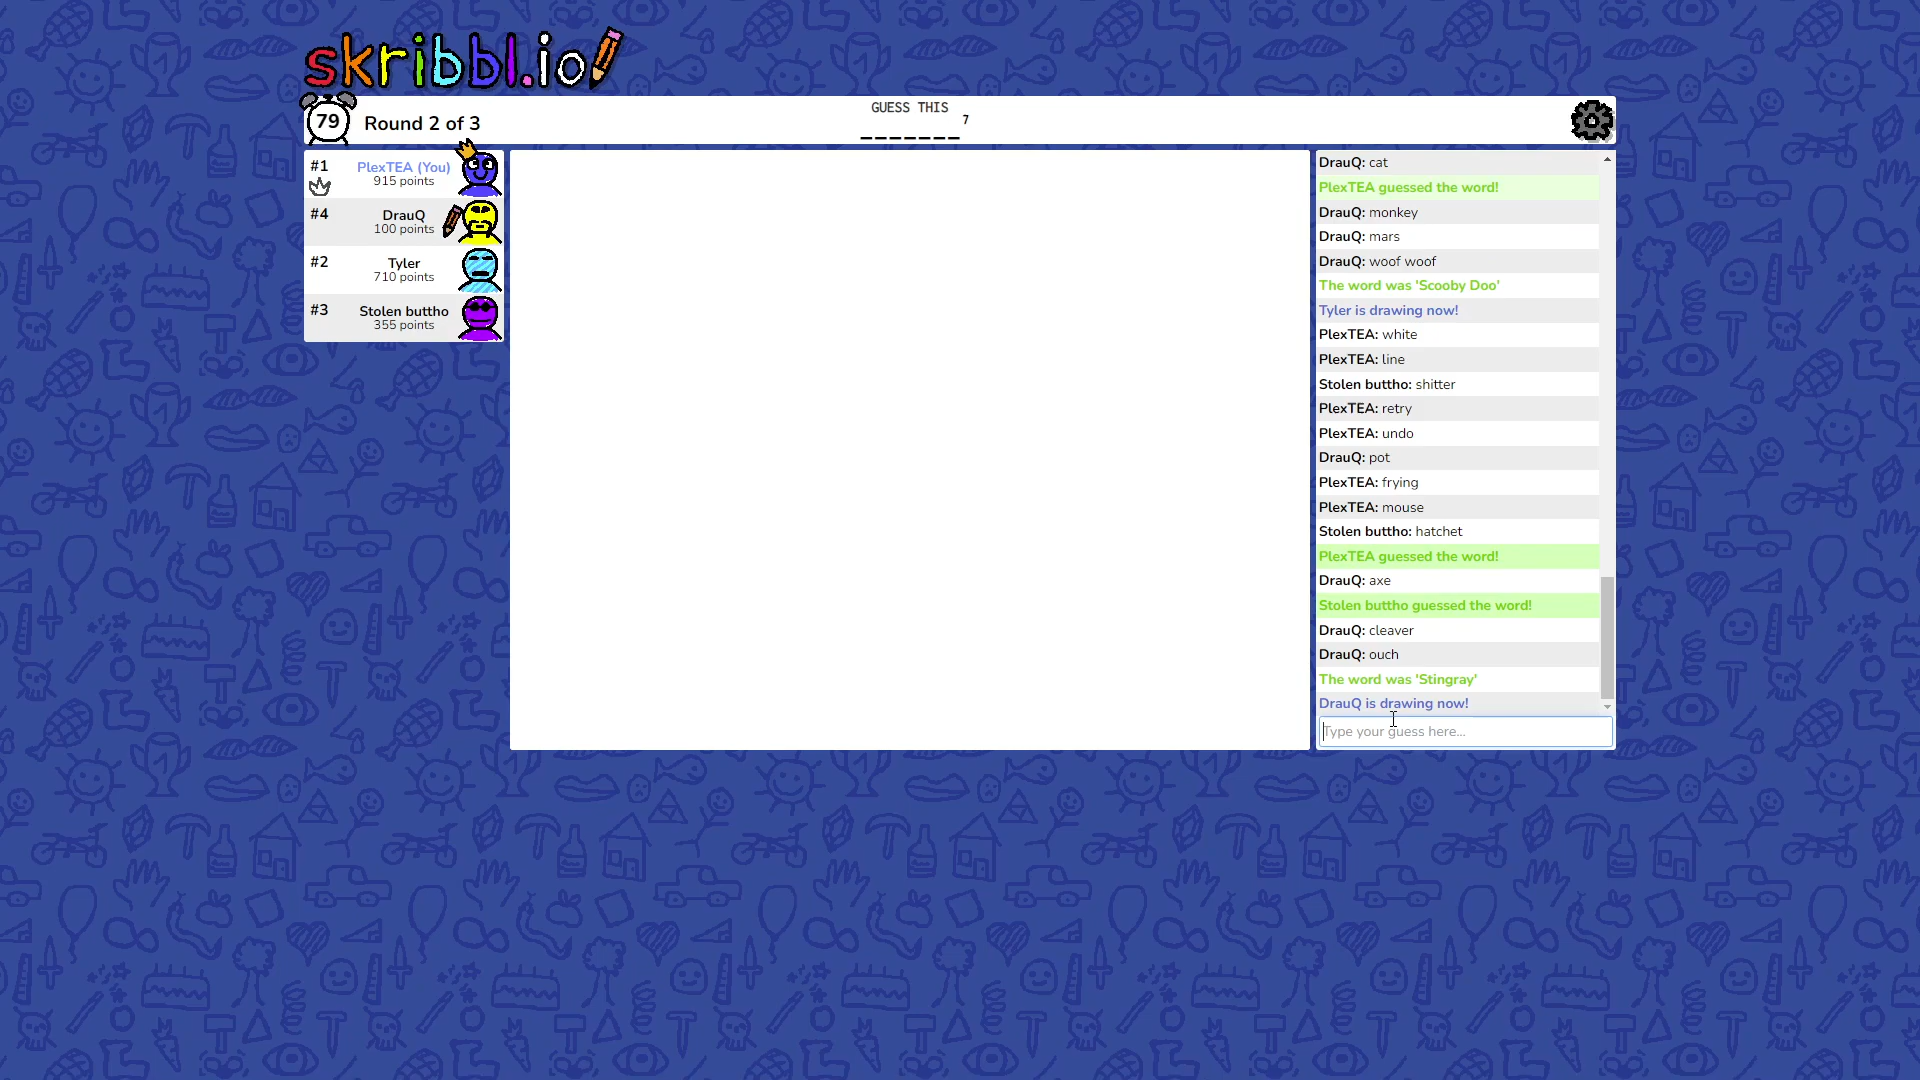 skribbl.io
79
Round 2 of 3
GUESS THIS
_______ 7
#1
PlexTEA (You)
915 points
#4
DrauQ
100 points
#2
Tyler
710 points
#3
Stolen buttho
355 points
DrauQ: cat
PlexTEA guessed the word!
DrauQ: monkey
DrauQ: mars
DrauQ: woof woof
The word was 'Scooby Doo'
Tyler is drawing now!
PlexTEA: white
PlexTEA: line
Stolen buttho: shitter
PlexTEA: retry
PlexTEA: undo
DrauQ: pot
PlexTEA: frying
PlexTEA: mouse
Stolen buttho: hatchet
PlexTEA guessed the word!
DrauQ: axe
Stolen buttho guessed the word!
DrauQ: cleaver
DrauQ: ouch
The word was 'Stingray'
DrauQ is drawing now!
Type your guess here...